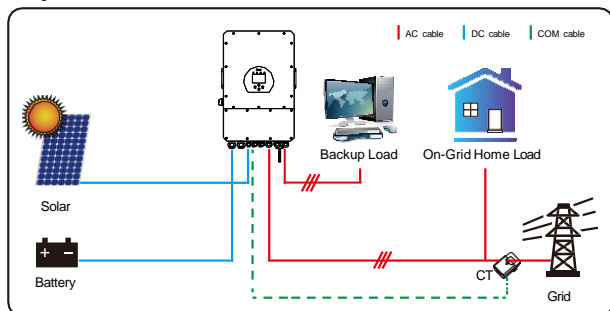 AC cable
DC cable
COM cable
Backup Load
On-Grid Home Load
Solar
CT
Battery
Grid